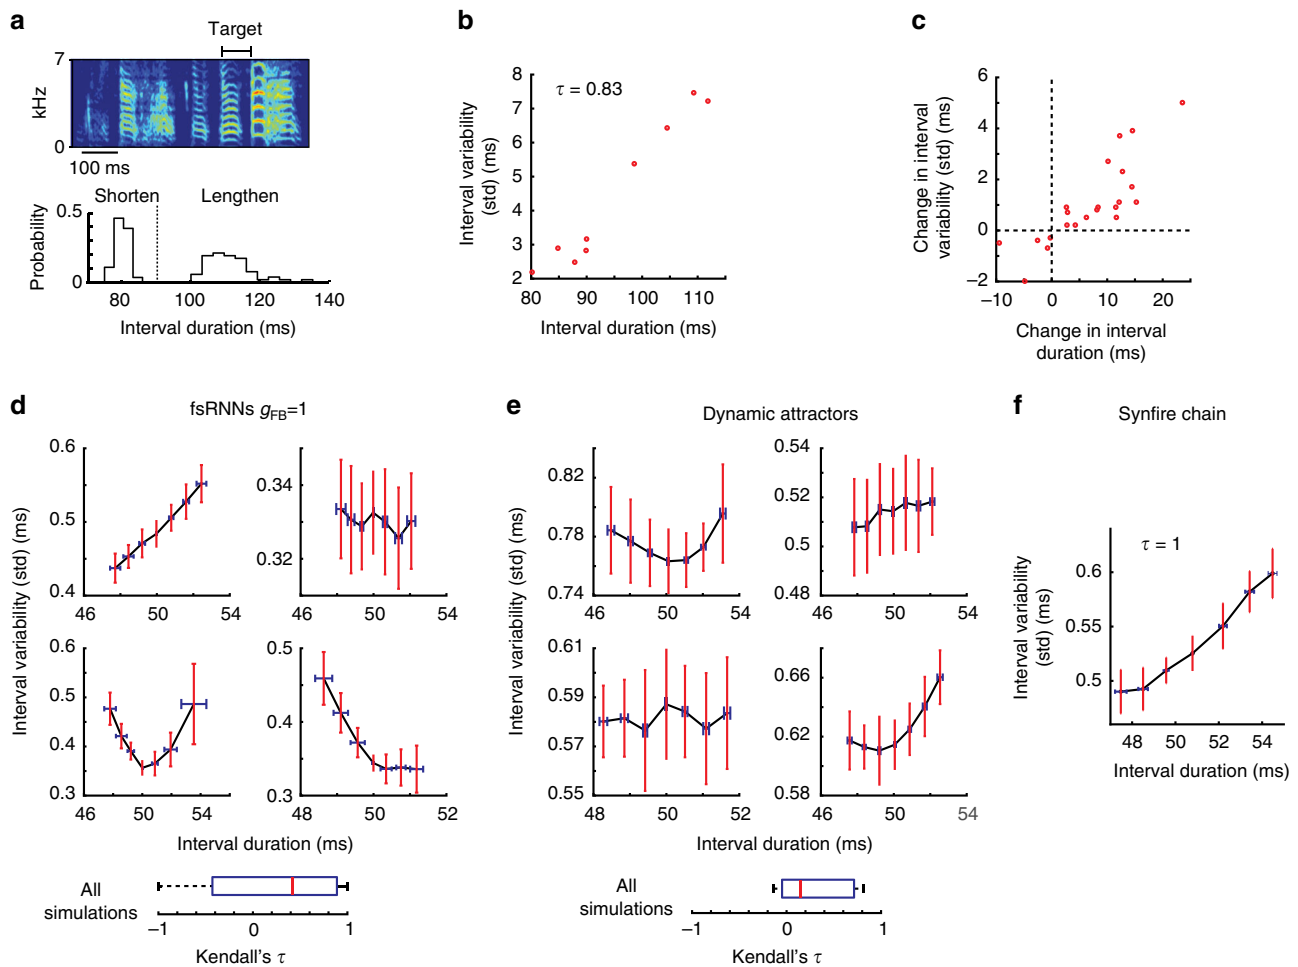 a
Target
7
kHz
0
100 ms
Shorten
Lengthen
0.5
Probability
0
80
100
120
140
Interval duration (ms)
b
τ = 0.83
8
7
6
5
4
3
2
Interval variability
(std) (ms)
80
90
100
110
Interval duration (ms)
c
6
4
2
0
−2
Change in interval
variability (std) (ms)
−10
0
10
20
Change in interval
duration (ms)
d
fsRNNs gFB=1
Interval variability (std) (ms)
0.6
0.5
0.4
46
50
54
0.34
0.32
46
50
54
0.6
0.5
0.4
0.3
46
50
54
0.5
0.4
0.3
48
50
52
Interval duration (ms)
All
simulations
−1
0
1
Kendall's τ
e
Dynamic attractors
Interval variability (std) (ms)
0.82
0.78
0.74
46
50
54
0.54
0.52
0.5
0.48
46
50
54
0.61
0.59
0.58
0.55
48
50
52
0.66
0.62
0.58
46
50
54
Interval duration (ms)
All
simulations
−1
0
1
Kendall's τ
f
Synfire chain
τ = 1
Interval variability
(std) (ms)
0.6
0.55
0.5
48
50
52
54
Interval duration (ms)